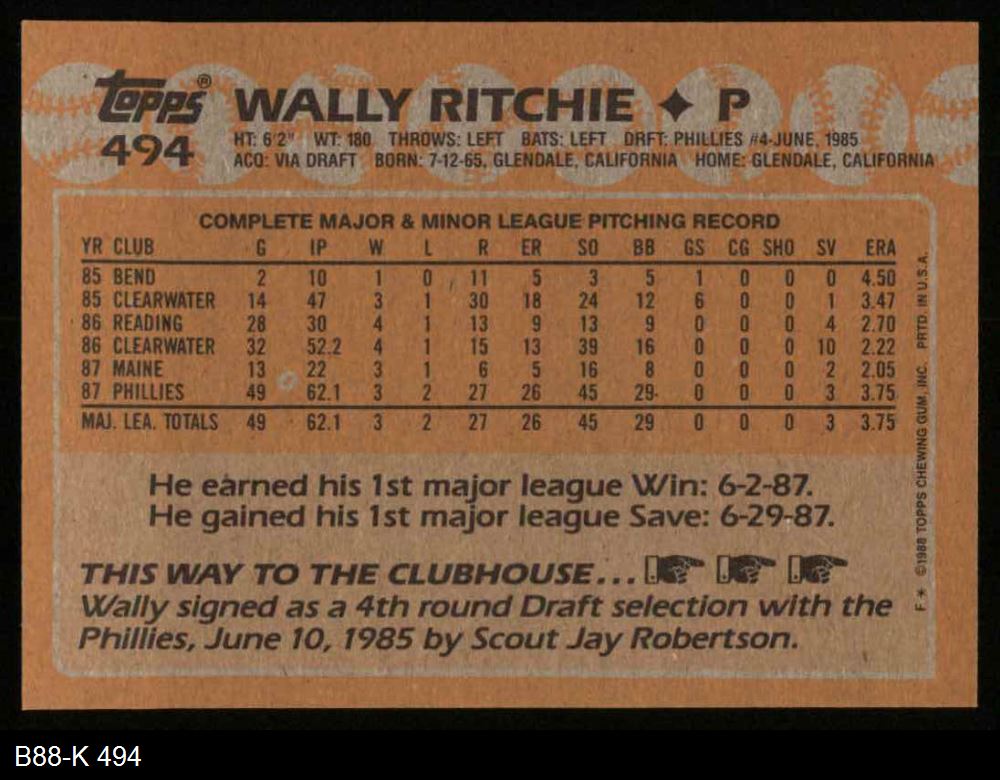 topps® WALLY RITCHIE ✦ P
494 HT: 6'2" WT: 180 THROWS: LEFT BATS: LEFT DRFT: PHILLIES #4-JUNE, 1985
ACQ: VIA DRAFT BORN: 7-12-65, GLENDALE, CALIFORNIA HOME: GLENDALE, CALIFORNIA
COMPLETE MAJOR & MINOR LEAGUE PITCHING RECORD
YR CLUB G IP W L R ER SO BB GS CG SHO SV ERA
85 BEND 2 10 1 0 11 5 3 5 1 0 0 0 4.50
85 CLEARWATER 14 47 3 1 30 18 24 12 6 0 0 1 3.47
86 READING 28 30 4 1 13 9 13 9 0 0 0 4 2.70
86 CLEARWATER 32 52.2 4 1 15 13 39 16 0 0 0 10 2.22
87 MAINE 13 22 3 1 6 5 16 8 0 0 0 2 2.05
87 PHILLIES 49 62.1 3 2 27 26 45 29 0 0 0 3 3.75
MAJ. LEA. TOTALS 49 62.1 3 2 27 26 45 29 0 0 0 3 3.75
He earned his 1st major league Win: 6-2-87.
He gained his 1st major league Save: 6-29-87.
THIS WAY TO THE CLUBHOUSE...
Wally signed as a 4th round Draft selection with the
Phillies, June 10, 1985 by Scout Jay Robertson.
F * ©1988 TOPPS CHEWING GUM, INC. PRTD. IN U.S.A.
B88-K 494